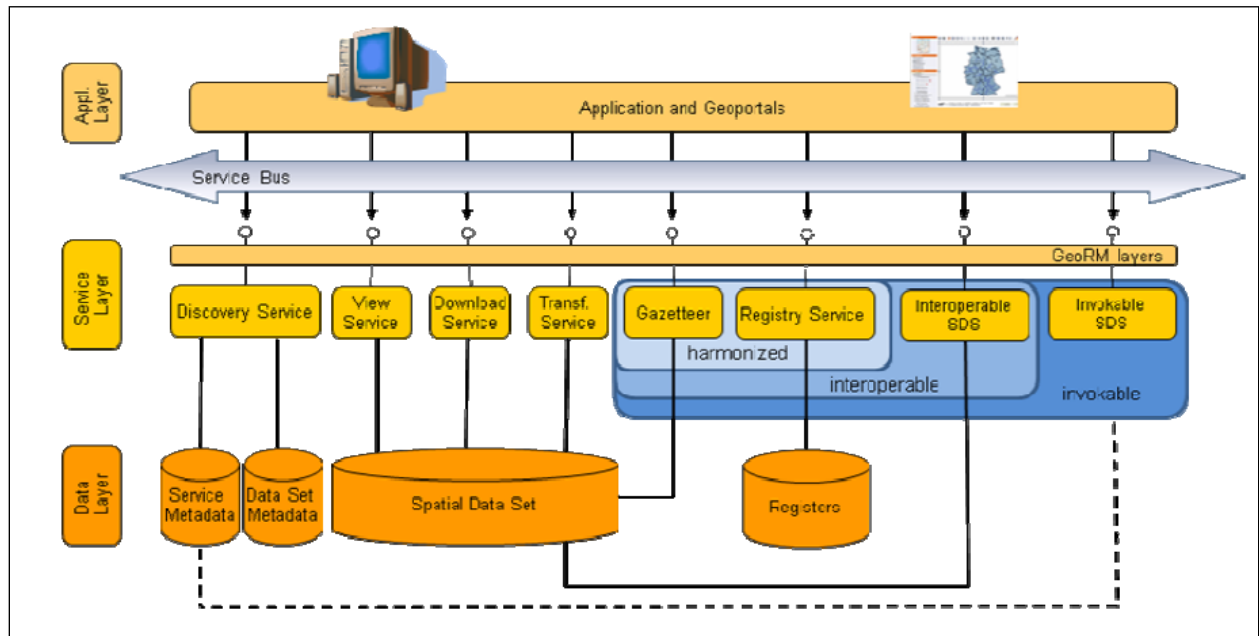 Appl.
Layer
Application and Geoportals
Service Bus
GeoRM layers
Service
Layer
Discovery Service
View
Service
Download
Service
Transf.
Service
Gazetteer
Registry Service
Interoperable
SDS
Invokable
SDS
harmonized
interoperable
invokable
Data
Layer
Service
Metadata
Data Set
Metadata
Spatial Data Set
Registers